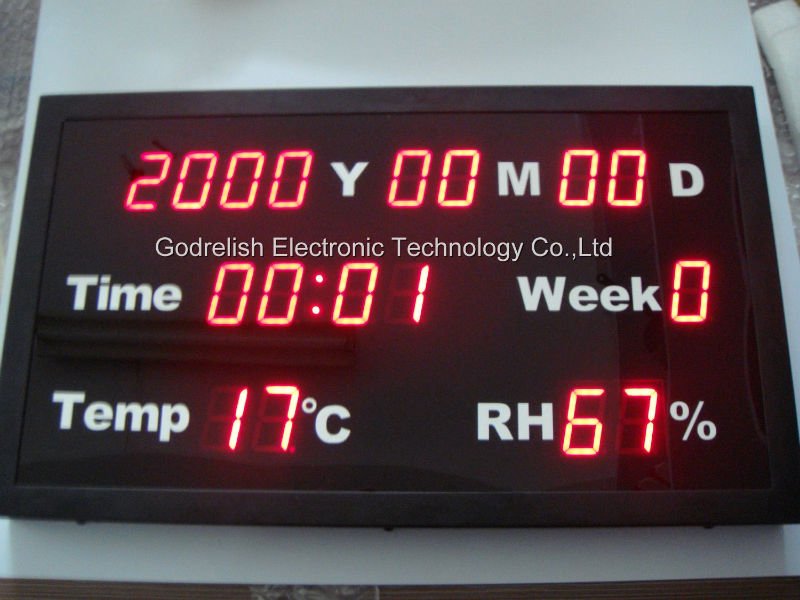 2000 Y 00 M 00 D
Godrelish Electronic Technology Co.,Ltd
Time 00:01 Week 0
Temp 17°C RH 67%